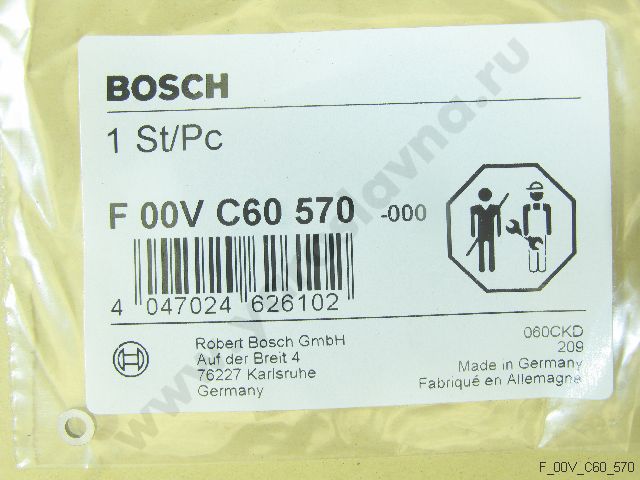 BOSCH
1 St/Pc
F 00V C60 570 -000
4 047024 626102
Robert Bosch GmbH
Auf der Breit 4
76227 Karlsruhe
Germany
060CKD
209
Made in Germany
Fabriqué en Allemagne
F_00V_C60_570